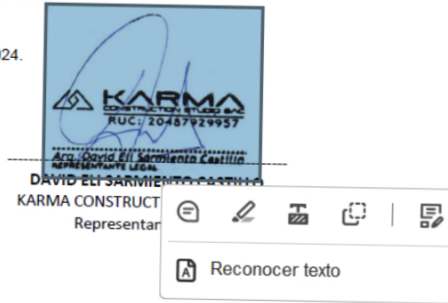 024.
KARMA
CONSTRUCTION STUDIO SAC
RUC: 20487929957
Arq. David Eli Sarmiento Castillo
REPRESENTANTE LEGAL
DAVID ELI SARMIENTO CASTILLO
KARMA CONSTRUCT
Representan
Reconocer texto